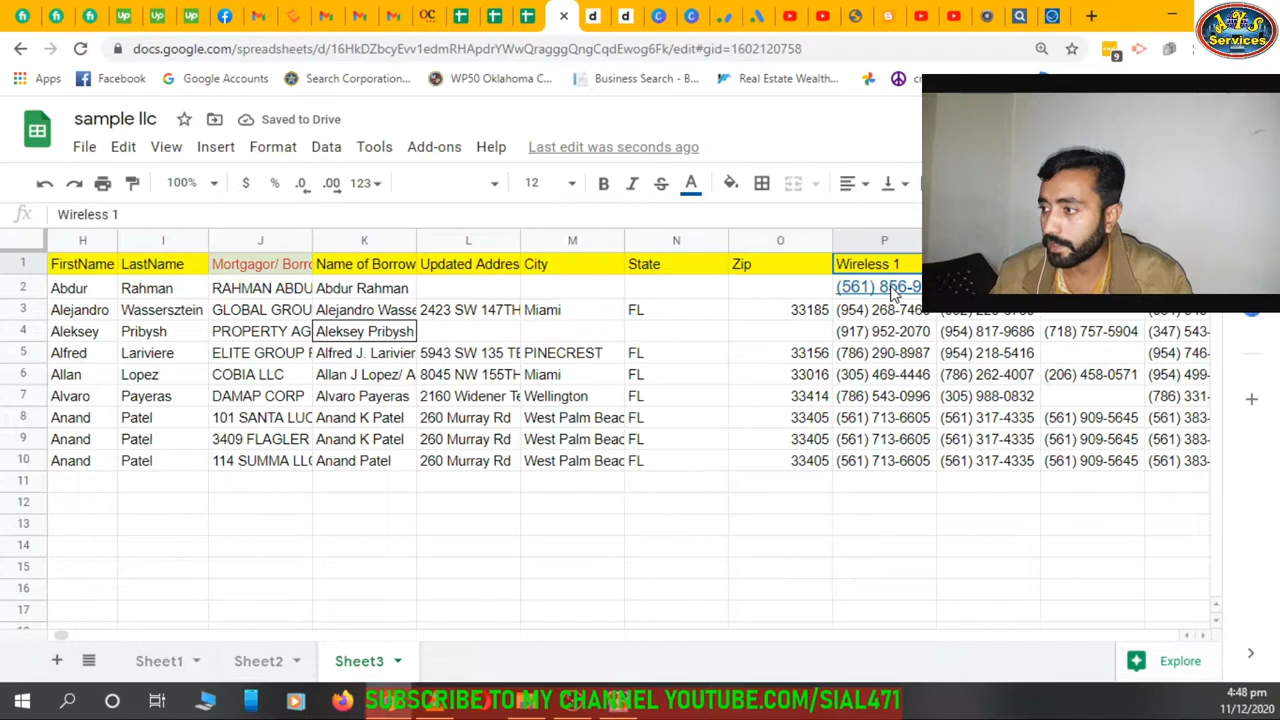 AYS
Services
docs.google.com/spreadsheets/d/16HkDZbcyEvv1edmRHApdrYWwQzqggQngCqdEwog6Fk/edit#gid=1602120758
9
Apps Facebook Google Accounts Search Corporation... WP50 Oklahoma C... Business Search - B... Real Estate Wealth...
sample llc Saved to Drive
File Edit View Insert Format Data Tools Add-ons Help Last edit was seconds ago
100% $ % .0 .00 123 12 B I S A
fx Wireless 1
H I J K L M N O P
1 FirstName LastName Mortgagor/ Borro Name of Borrow Updated Addres City State Zip Wireless 1
2 Abdur Rahman RAHMAN ABDU Abdur Rahman (561) 856-9
3 Alejandro Wassersztein GLOBAL GROU Alejandro Wasse 2423 SW 147TH Miami FL 33185 (954) 268-7460
4 Aleksey Pribysh PROPERTY AG Aleksey Pribysh (917) 952-2070 (954) 817-9686 (718) 757-5904 (347) 543-
5 Alfred Lariviere ELITE GROUP Alfred J. Larivier 5943 SW 135 TE PINECREST FL 33156 (786) 290-8987 (954) 218-5416 (954) 746-
6 Allan Lopez COBIA LLC Allan J Lopez/ A 8045 NW 155TH Miami FL 33016 (305) 469-4446 (786) 262-4007 (206) 458-0571 (954) 499-
7 Alvaro Payeras DAMAP CORP Alvaro Payeras 2160 Widener Te Wellington FL 33414 (786) 543-0996 (305) 988-0832 (786) 331-
8 Anand Patel 101 SANTA LUC Anand K Patel 260 Murray Rd West Palm Beac FL 33405 (561) 713-6605 (561) 317-4335 (561) 909-5645 (561) 383-
9 Anand Patel 3409 FLAGLER Anand K Patel 260 Murray Rd West Palm Beac FL 33405 (561) 713-6605 (561) 317-4335 (561) 909-5645 (561) 383-
10 Anand Patel 114 SUMMA LLC Anand Patel 260 Murray Rd West Palm Beac FL 33405 (561) 713-6605 (561) 317-4335 (561) 909-5645 (561) 383-
11
12
13
14
15
16
17
Sheet1 Sheet2 Sheet3 Explore
SUBSCRIBE TO MY CHANNEL YOUTUBE.COM/SIAL471
4:48 pm
11/12/2020